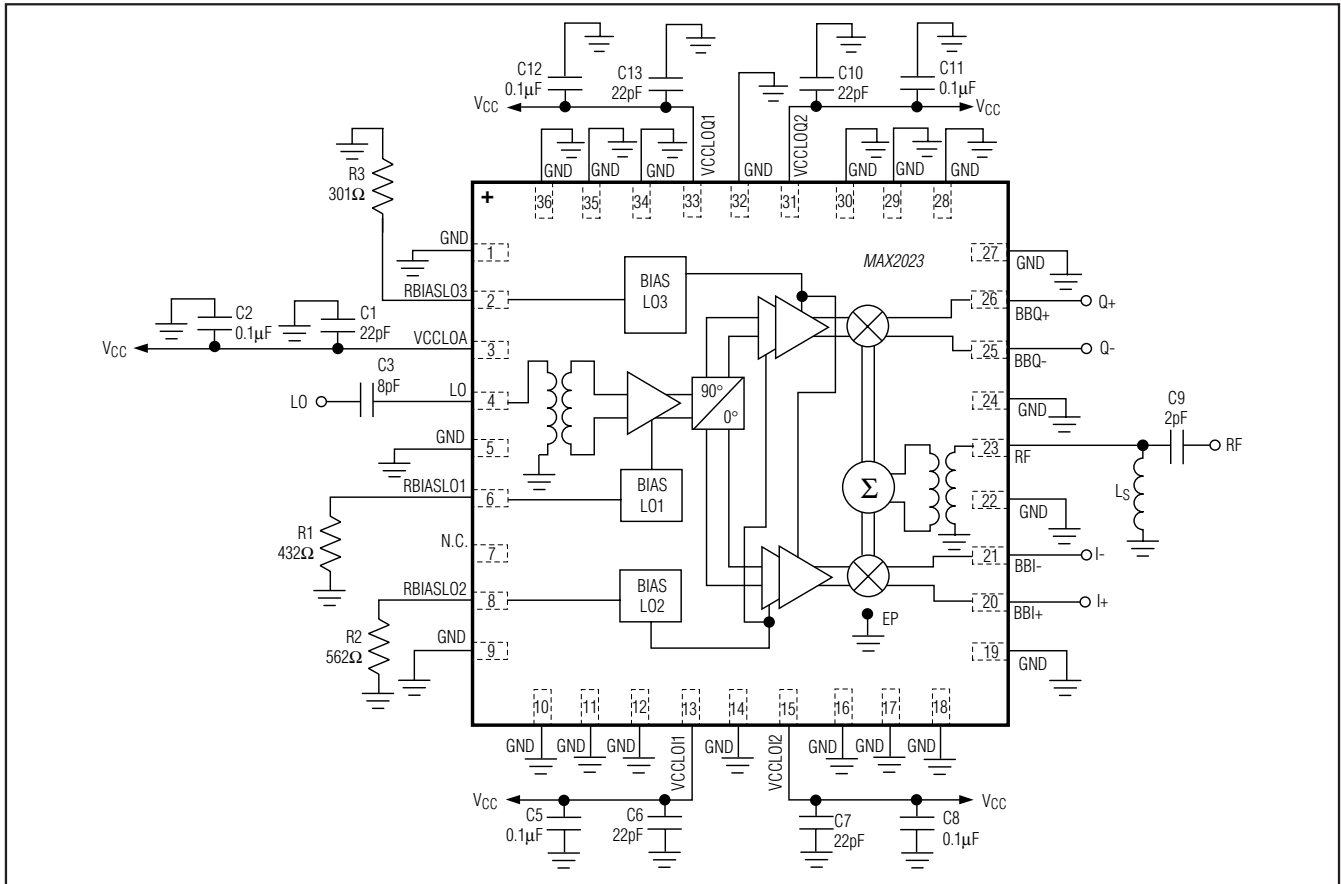 C12
0.1µF
C13
22pF
C10
22pF
C11
0.1µF
VCC
VCC
VCCLOQ1
VCCLOQ2
GND
GND
GND
GND
GND
GND
GND
R3
301Ω
+
36
35
34
33
32
31
30
29
28
GND
1
MAX2023
27
GND
RBIASLO3
2
BIAS
LO3
26
BBQ+
Q+
C2
0.1µF
C1
22pF
VCC
VCCLOA
3
25
BBQ-
Q-
C3
8pF
LO
LO
4
90°
0°
24
GND
C9
2pF
GND
5
23
RF
RF
RBIASLO1
6
BIAS
LO1
Σ
22
GND
LS
R1
432Ω
N.C.
7
21
BBI-
I-
RBIASLO2
8
BIAS
LO2
20
BBI+
I+
EP
R2
562Ω
GND
9
19
GND
10
11
12
13
14
15
16
17
18
GND
GND
GND
VCCLOI1
GND
VCCLOI2
GND
GND
GND
VCC
VCC
C5
0.1µF
C6
22pF
C7
22pF
C8
0.1µF